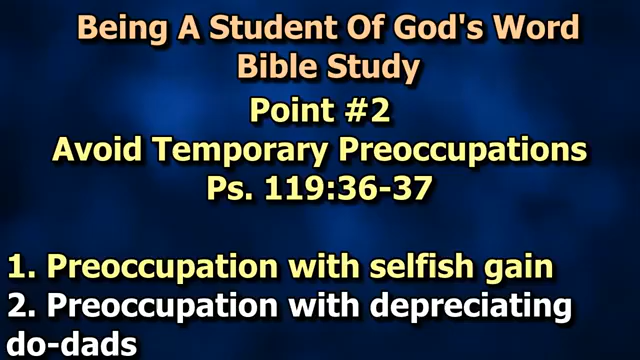 Being A Student Of God's Word
Bible Study
Point #2
Avoid Temporary Preoccupations
Ps. 119:36-37
1. Preoccupation with selfish gain
2. Preoccupation with depreciating
do-dads